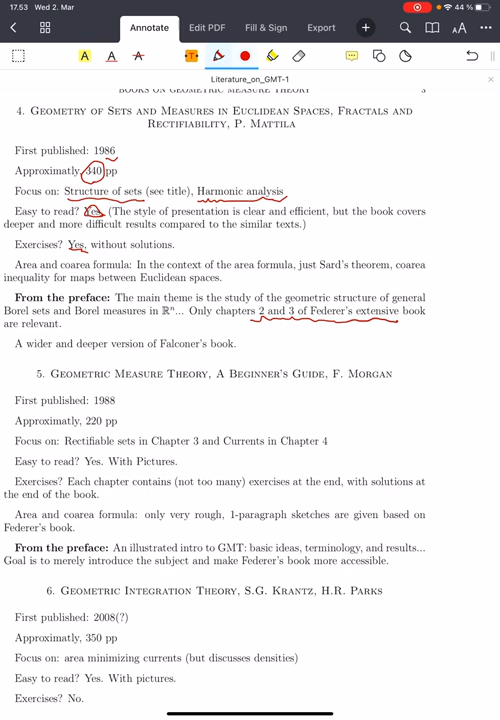 17.53 Wed 2. Mar
44 %
Annotate
Edit PDF
Fill & Sign
Export
AA
Literature_on_GMT-1
BOOKS ON GEOMETRIC MEASURE THEORY 3
4. Geometry of Sets and Measures in Euclidean Spaces, Fractals and
Rectifiability, P. Mattila
First published: 1986
Approximatly, 340 pp
Focus on: Structure of sets (see title), Harmonic analysis
Easy to read? Yes. (The style of presentation is clear and efficient, but the book covers
deeper and more difficult results compared to the similar texts.)
Exercises? Yes, without solutions.
Area and coarea formula: In the context of the area formula, just Sard's theorem, coarea
inequality for maps between Euclidean spaces.
From the preface: The main theme is the study of the geometric structure of general
Borel sets and Borel measures in ℝⁿ... Only chapters 2 and 3 of Federer's extensive book
are relevant.
A wider and deeper version of Falconer's book.
5. Geometric Measure Theory, A Beginner's Guide, F. Morgan
First published: 1988
Approximatly, 220 pp
Focus on: Rectifiable sets in Chapter 3 and Currents in Chapter 4
Easy to read? Yes. With Pictures.
Exercises? Each chapter contains (not too many) exercises at the end, with solutions at
the end of the book.
Area and coarea formula: only very rough, 1-paragraph sketches are given based on
Federer's book.
From the preface: An illustrated intro to GMT: basic ideas, terminology, and results...
Goal is to merely introduce the subject and make Federer's book more accessible.
6. Geometric Integration Theory, S.G. Krantz, H.R. Parks
First published: 2008(?)
Approximatly, 350 pp
Focus on: area minimizing currents (but discusses densities)
Easy to read? Yes. With pictures.
Exercises? No.